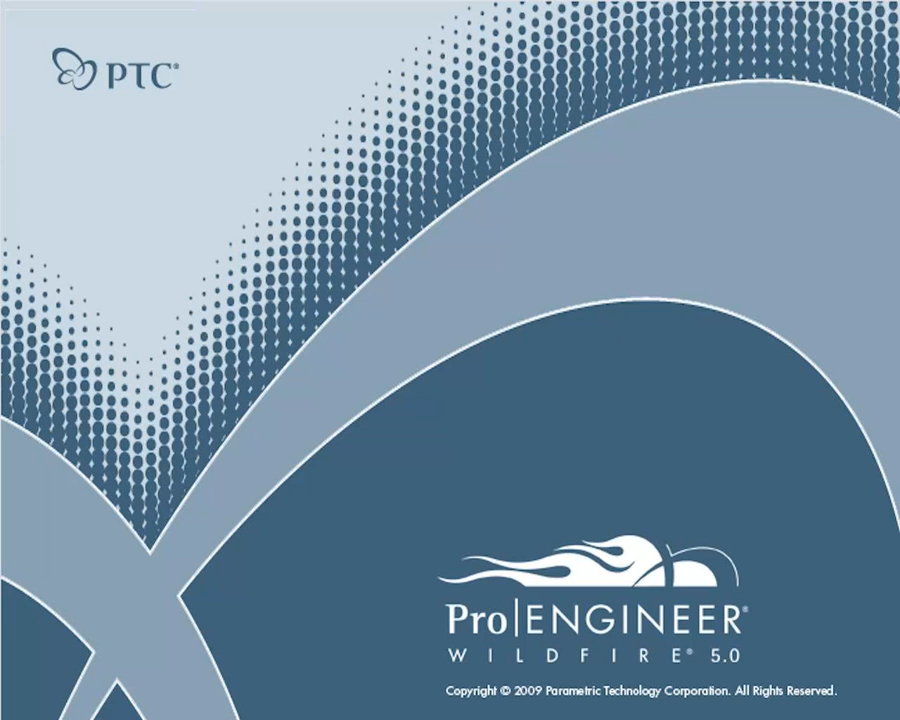 PTC®
Pro|ENGINEER®
WILDFIRE® 5.0
Copyright © 2009 Parametric Technology Corporation. All Rights Reserved.